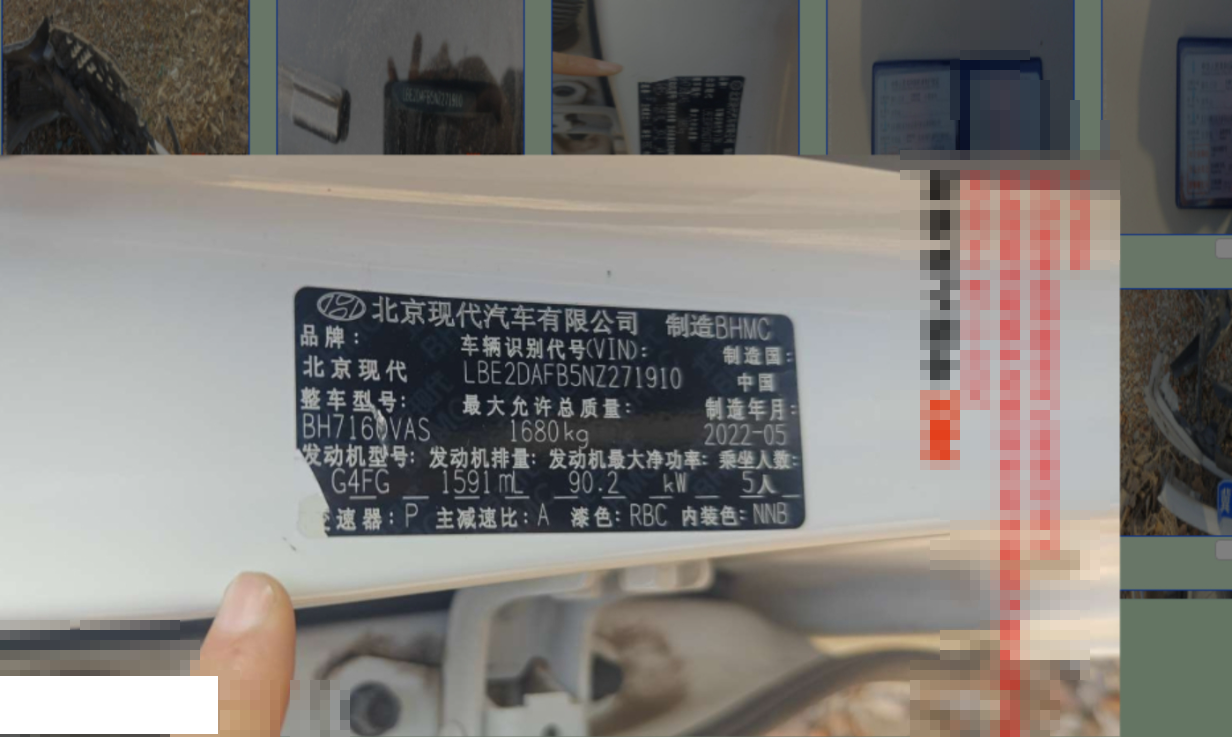 LBE2DAFB5NZ271910
北京现代汽车有限公司 制造BHMC
品牌: 车辆识别代号(VIN): 制造国:
北京现代 LBE2DAFB5NZ271910 中国
整车型号: 最大允许总质量: 制造年月:
BH7160VAS 1680kg 2022-05
发动机型号: 发动机排量: 发动机最大净功率: 乘坐人数:
G4FG 1591mL 90.2 kW 5人
速器: P 主减速比: A 漆色: RBC 内装色: NNB